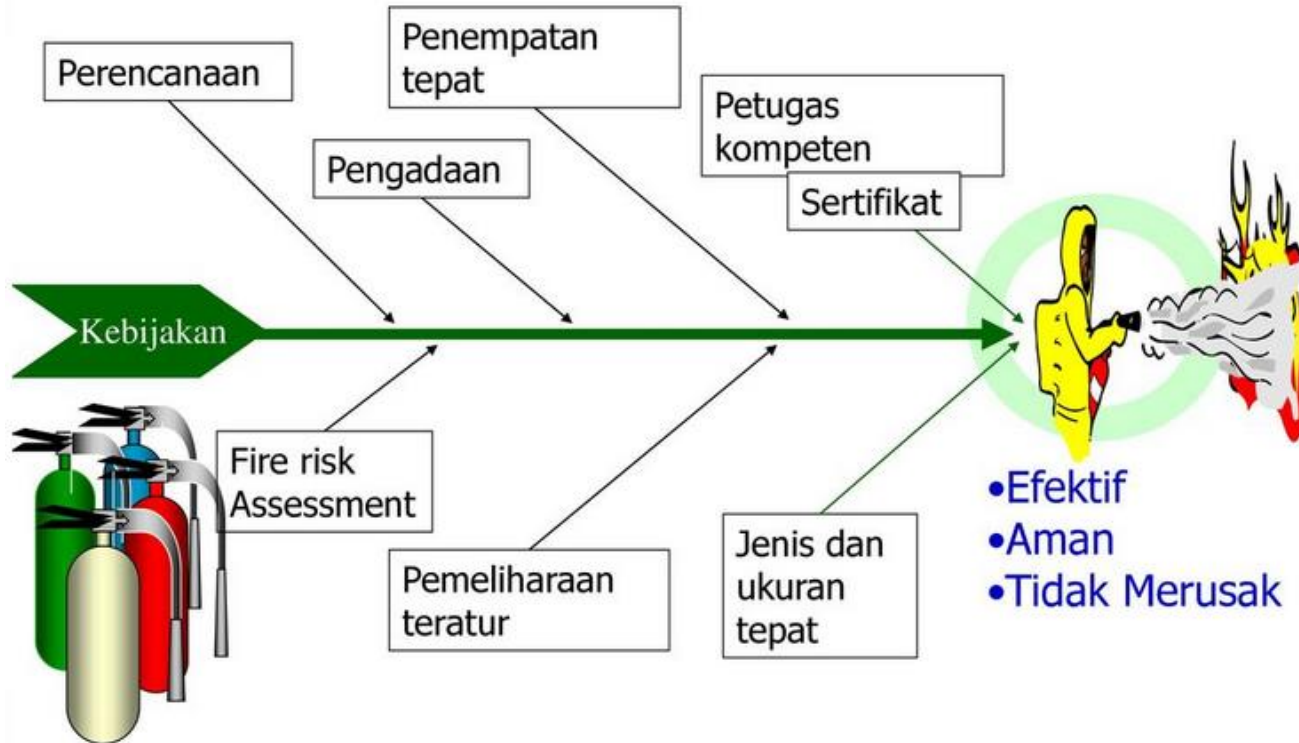 Perencanaan
Penempatan
tepat
Pengadaan
Petugas
kompeten
Sertifikat
Kebijakan
Fire risk
Assessment
Pemeliharaan
teratur
Jenis dan
ukuran
tepat
•Efektif
•Aman
•Tidak Merusak